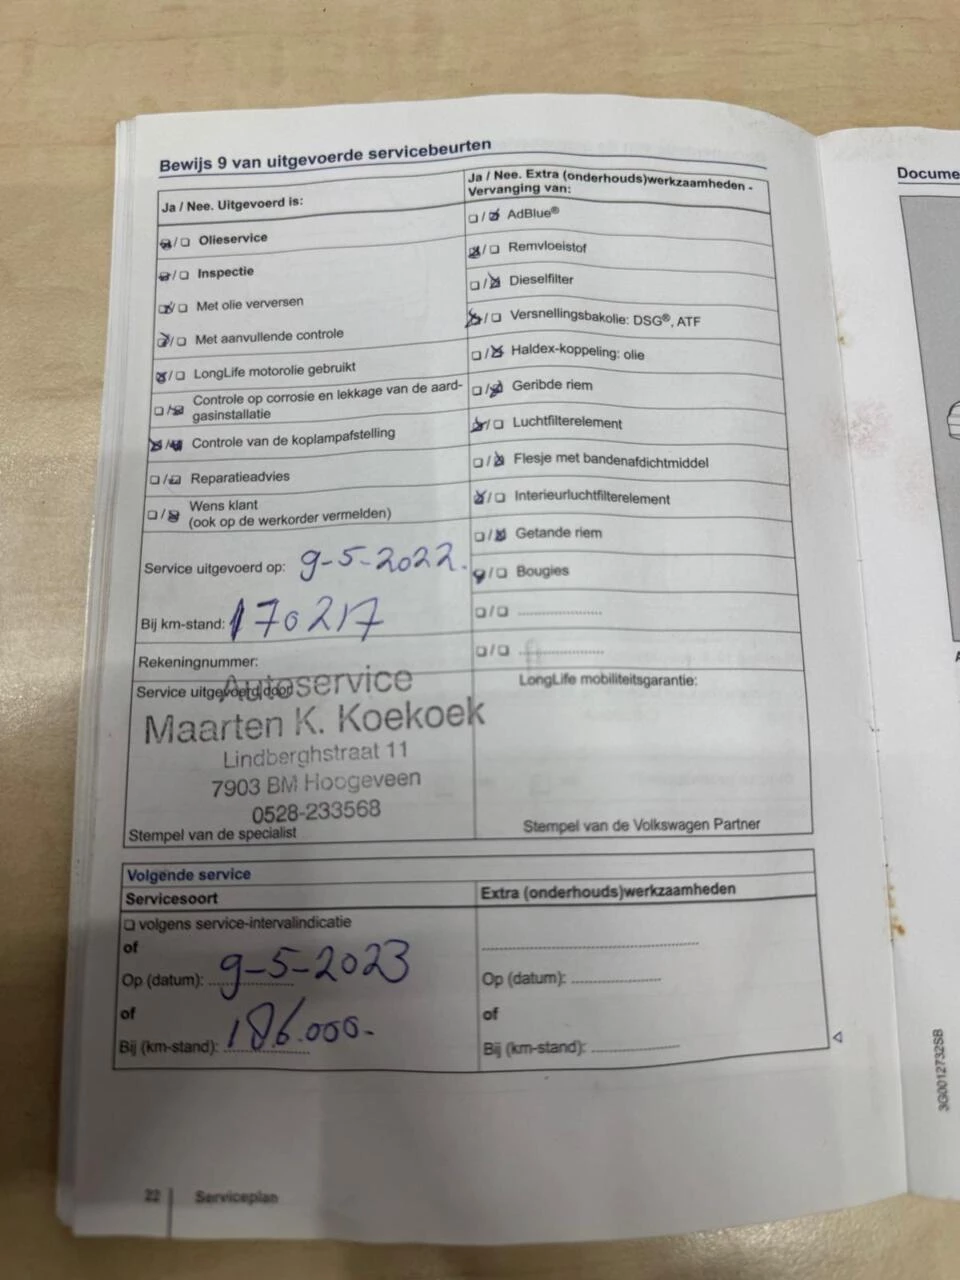 Bewijs 9 van uitgevoerde servicebeurten
Ja / Nee. Uitgevoerd is:
☒/☐ Olieservice
☒/☐ Inspectie
☒/☐ Met olie verversen
☒/☐ Met aanvullende controle
☒/☐ LongLife motorolie gebruikt
☐/☒ Controle op corrosie en lekkage van de aard-
gasinstallatie
☒/☒ Controle van de koplampafstelling
☐/☒ Reparatieadvies
☐/☒ Wens klant
(ook op de werkorder vermelden)
Service uitgevoerd op: 9-5-2022.
Bij km-stand: 170217
Rekeningnummer:
Service uitgevoerd door
Autoservice
Maarten K. Koekoek
Lindberghstraat 11
7903 BM Hoogeveen
0528-233568
Stempel van de specialist
Ja / Nee. Extra (onderhouds)werkzaamheden -
Vervanging van:
☐/☒ AdBlue®
☒/☐ Remvloeistof
☐/☒ Dieselfilter
☒/☐ Versnellingsbakolie: DSG®, ATF
☐/☒ Haldex-koppeling: olie
☐/☒ Geribde riem
☒/☐ Luchtfilterelement
☐/☒ Flesje met bandenafdichtmiddel
☒/☐ Interieurluchtfilterelement
☐/☒ Getande riem
☒/☐ Bougies
☐/☐ .....................
☐/☐ .....................
LongLife mobiliteitsgarantie:
Stempel van de Volkswagen Partner
Volgende service
Servicesoort
☐ volgens service-intervalindicatie
of
Op (datum): 9-5-2023
of
Bij (km-stand): 186.000-
Extra (onderhouds)werkzaamheden
Op (datum): .....................
of
Bij (km-stand): .....................
22
Serviceplan
Docume
3G0012732SB